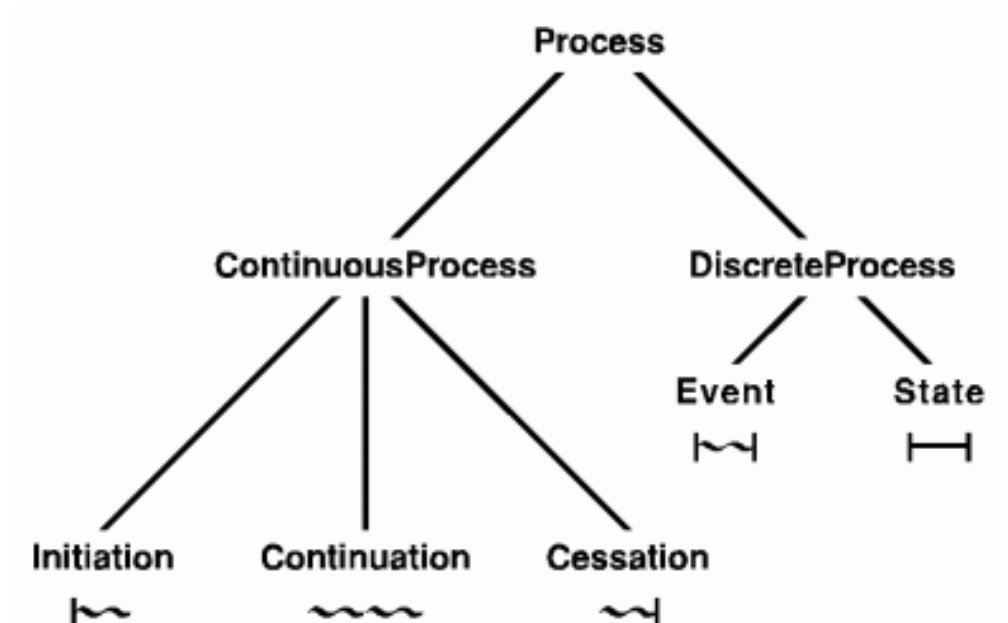 Process
ContinuousProcess DiscreteProcess
Event State
Initiation Continuation Cessation